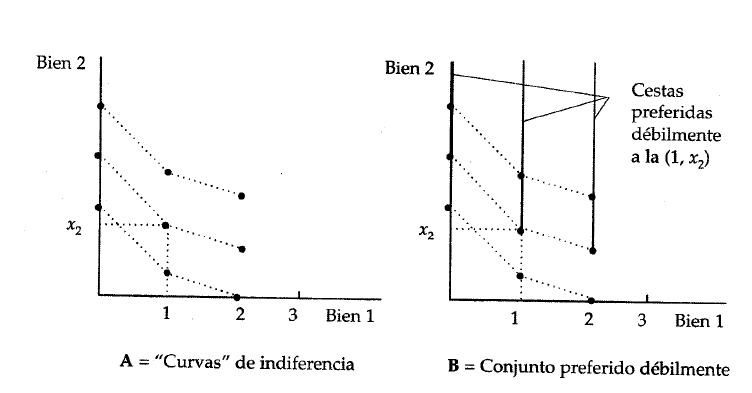 Bien 2
x2
1 2 3 Bien 1
A = “Curvas” de indiferencia
Bien 2
Cestas
preferidas
débilmente
a la (1, x2)
x2
1 2 3 Bien 1
B = Conjunto preferido débilmente